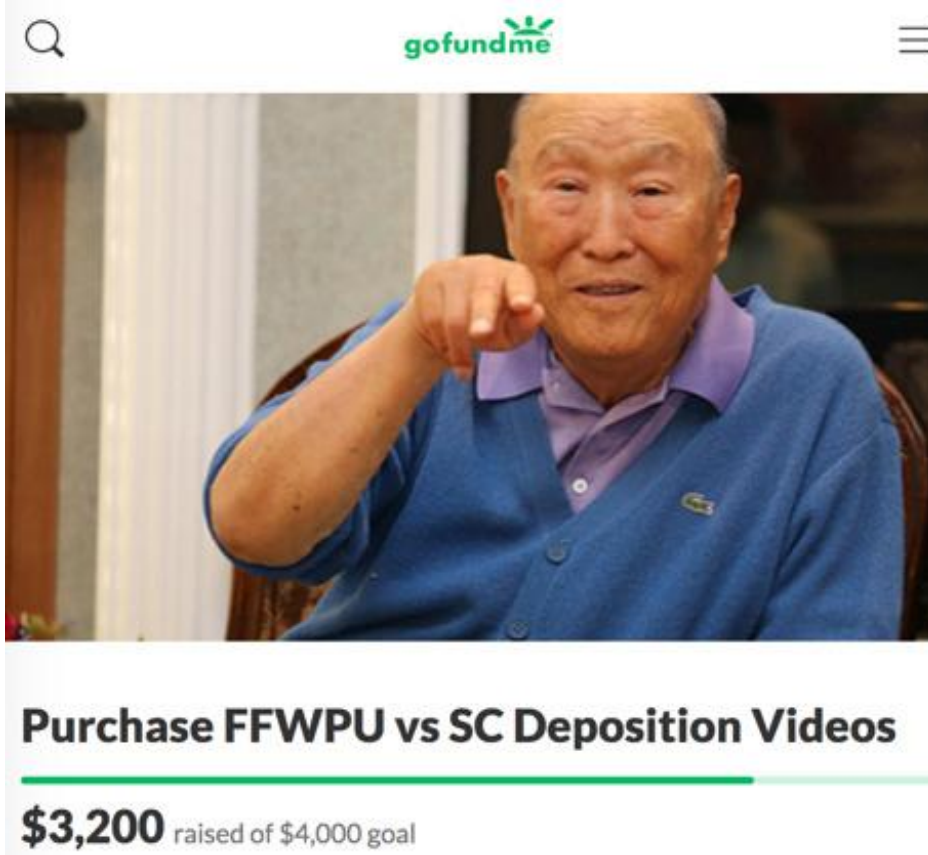 gofundme
Purchase FFWPU vs SC Deposition Videos
$3,200 raised of $4,000 goal